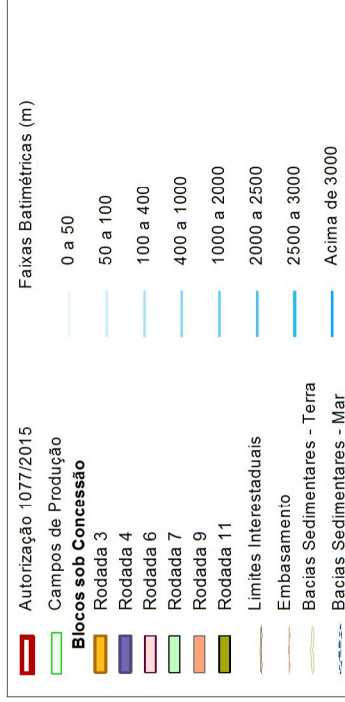 Autorização 1077/2015
Campos de Produção
Blocos sob Concessão
Rodada 3
Rodada 4
Rodada 6
Rodada 7
Rodada 9
Rodada 11
Limites Interestaduais
Embasamento
Bacias Sedimentares - Terra
Bacias Sedimentares - Mar
Faixas Batimétricas (m)
0 a 50
50 a 100
100 a 400
400 a 1000
1000 a 2000
2000 a 2500
2500 a 3000
Acima de 3000